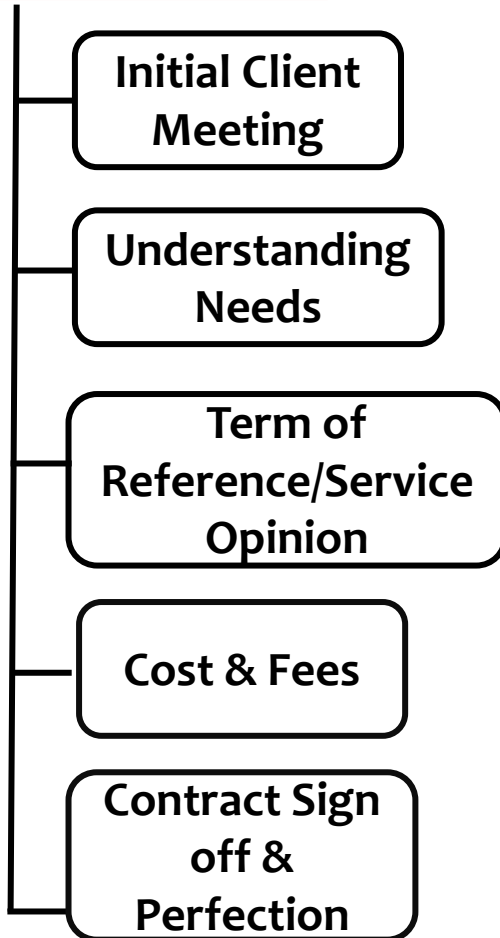 Initial Client
Meeting
Understanding
Needs
Term of
Reference/Service
Opinion
Cost & Fees
Contract Sign
off &
Perfection